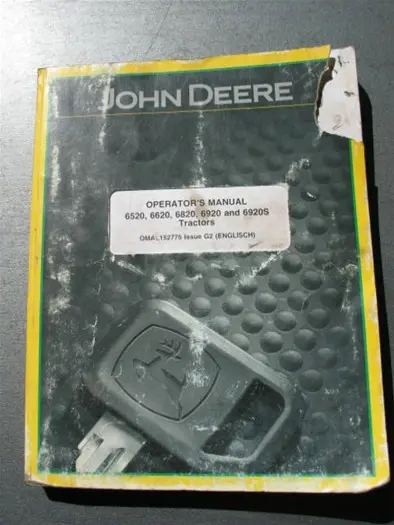 JOHN DEERE
OPERATOR'S MANUAL
6520, 6620, 6820, 6920 and 6920S
Tractors
OMAL152775 Issue G2 (ENGLISCH)